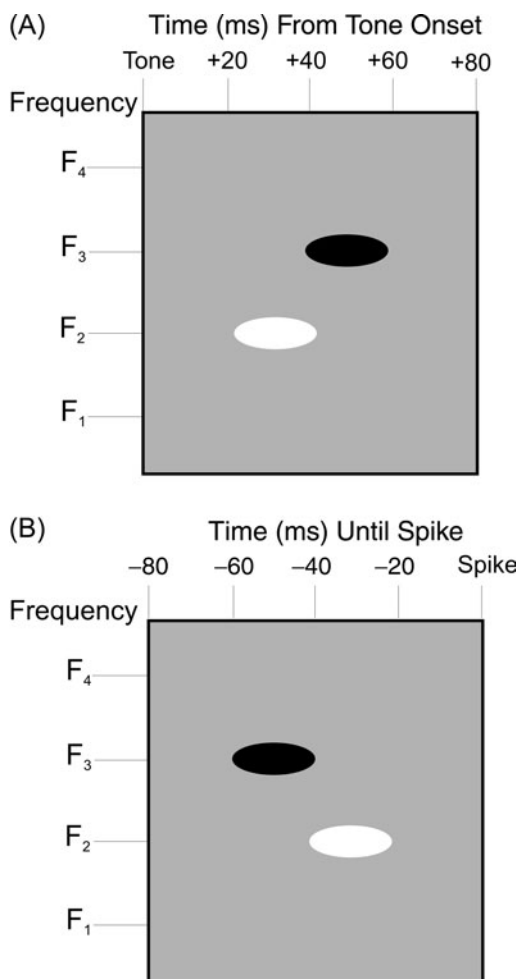 (A) Time (ms) From Tone Onset
Tone +20 +40 +60 +80
Frequency
F₄
F₃
F₂
F₁
(B) Time (ms) Until Spike
–80 –60 –40 –20 Spike
Frequency
F₄
F₃
F₂
F₁